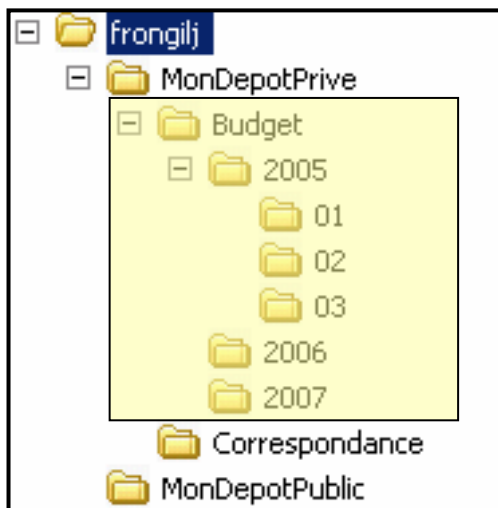 frongilj
MonDepotPrive
Budget
2005
01
02
03
2006
2007
Correspondance
MonDepotPublic